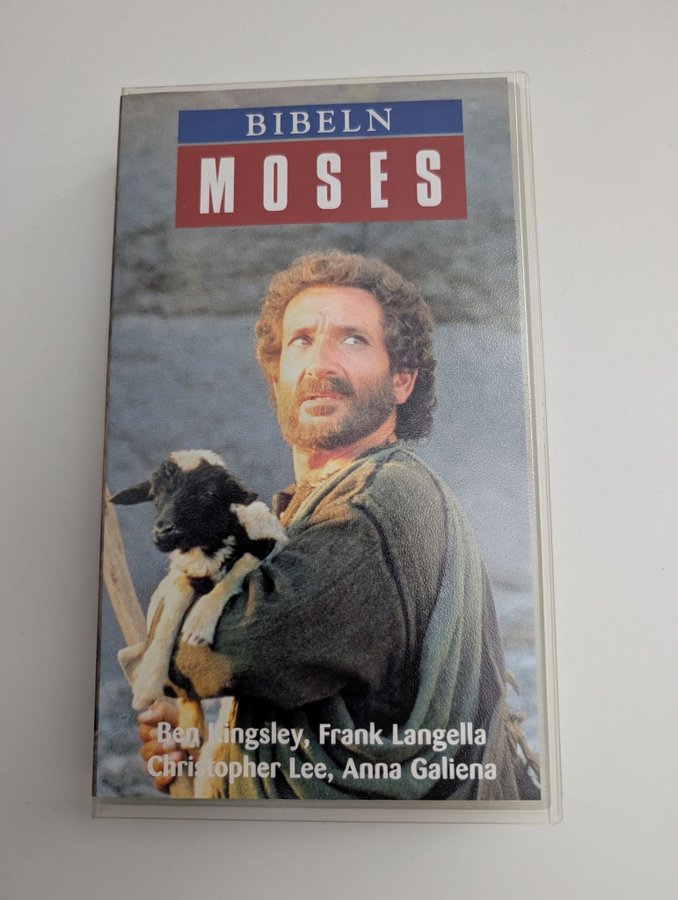 BIBELN
MOSES
Ben Kingsley, Frank Langella
Christopher Lee, Anna Galiena